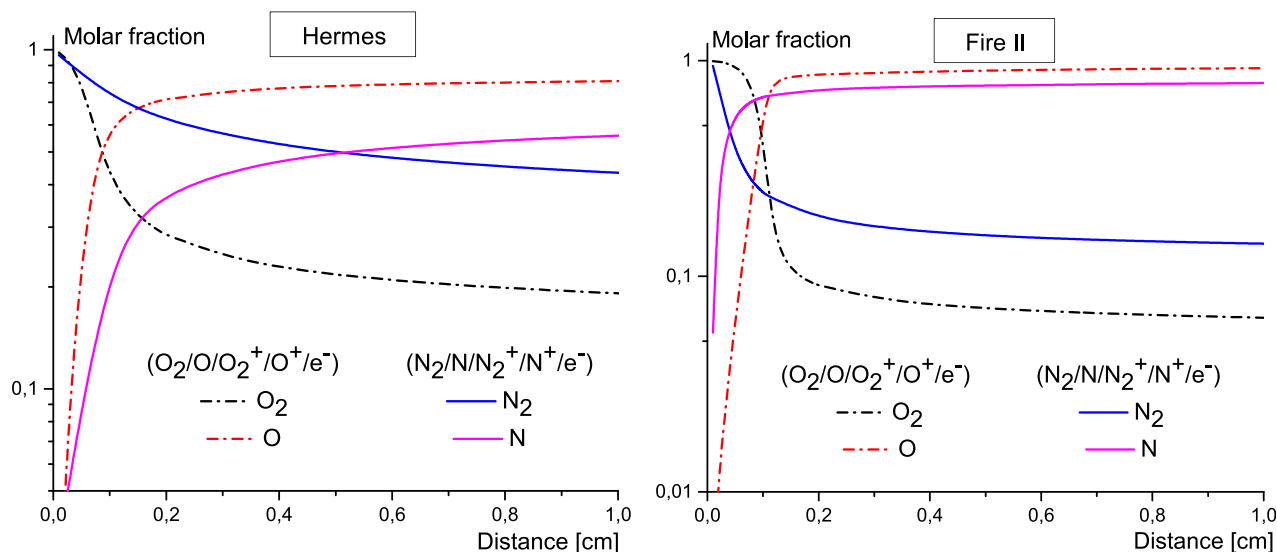 Molar fraction
Hermes
1
0,1
(O2/O/O2+/O+/e-)
(N2/N/N2+/N+/e-)
O2
N2
O
N
0,0
0,2
0,4
0,6
0,8
1,0
Distance [cm]
Molar fraction
Fire II
1
0,1
0,01
(O2/O/O2+/O+/e-)
(N2/N/N2+/N+/e-)
O2
N2
O
N
0,0
0,2
0,4
0,6
0,8
1,0
Distance [cm]